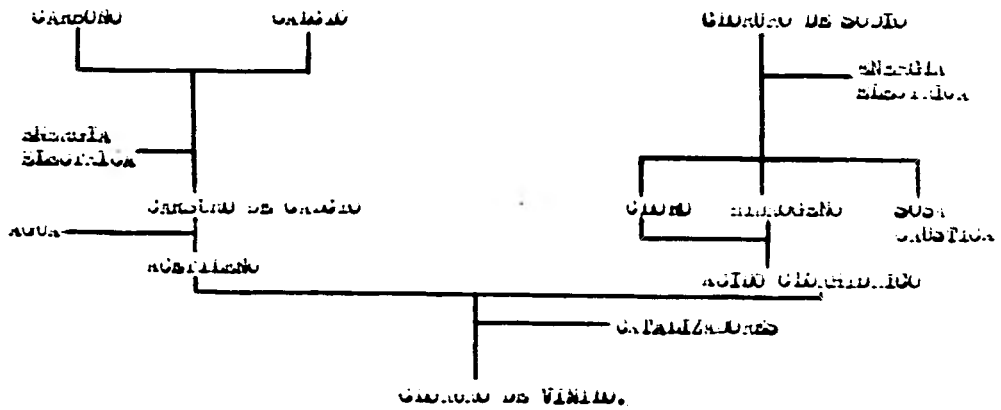 CARBONO CALCIO CLORURO DE SODIO
ENERGIA
ELECTRICA
ENERGIA
ELECTRICA
CARBURO DE CALCIO CLORO HIDROGENO SOSA
CAUSTICA
AGUA
ACETILENO ACIDO CLORHIDRICO
CATALIZADORES
CLORURO DE VINILO.